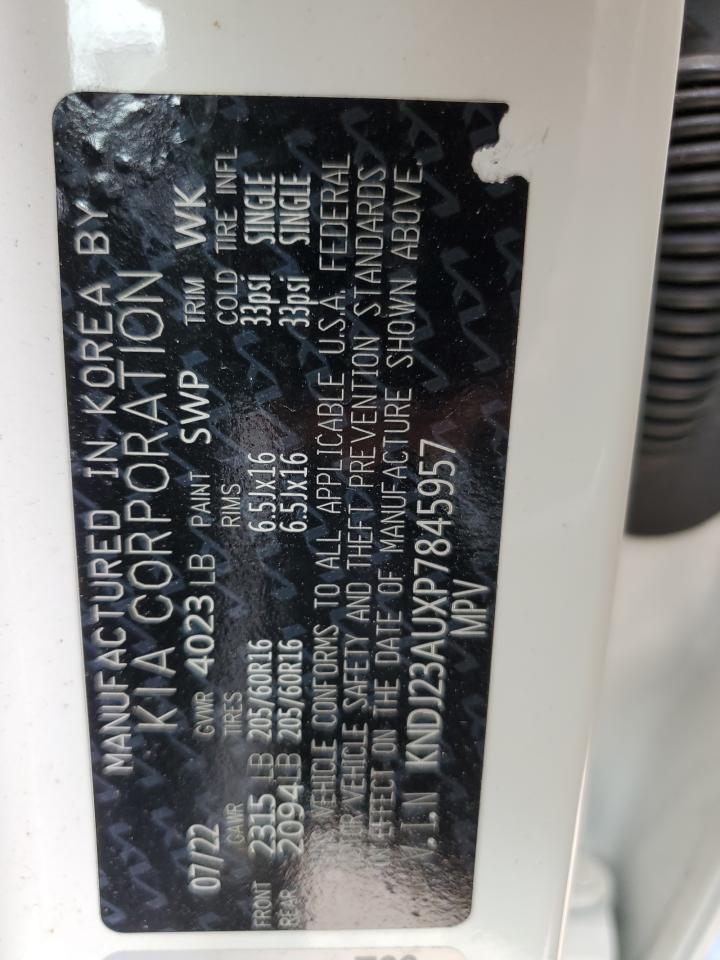 MANUFACTURED IN KOREA BY
KIA CORPORATION
07/22 GVWR 4023 LB PAINT SWP TRIM WK
GAWR TIRES RIMS COLD TIRE INFL
FRONT 2315 LB 205/60R16 6.5Jx16 33psi SINGLE
REAR 2094 LB 205/60R16 6.5Jx16 33psi SINGLE
VEHICLE CONFORMS TO ALL APPLICABLE U.S.A. FEDERAL
VEHICLE SAFETY AND THEFT PREVENTION STANDARDS
EFFECT ON THE DATE OF MANUFACTURE SHOWN ABOVE.
V.I.N KNDJ23AUXP7845957
MPV